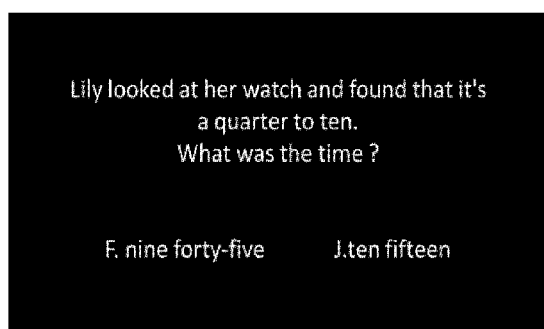 Lily looked at her watch and found that it's
a quarter to ten.
What was the time ?
F. nine forty-five J.ten fifteen